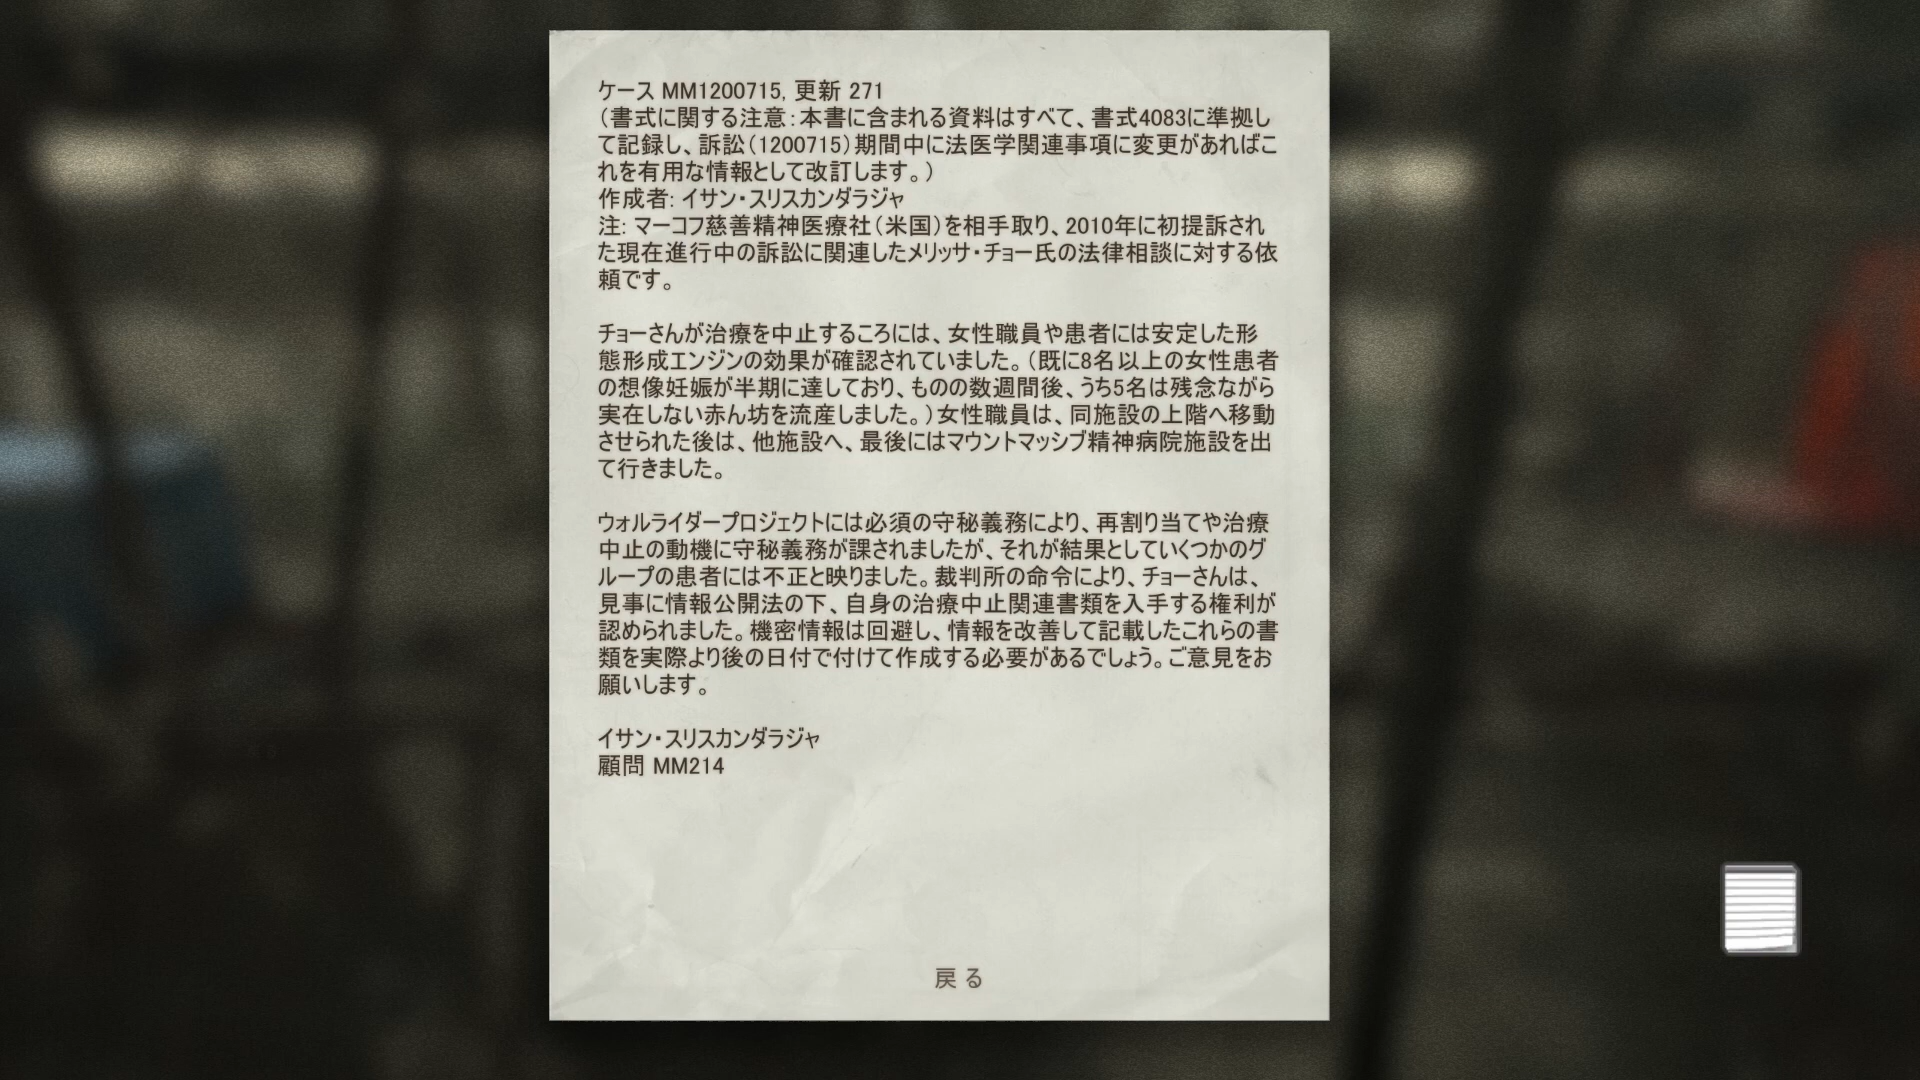 ケース MM1200715, 更新 271
（書式に関する注意：本書に含まれる資料はすべて、書式4083に準拠し
て記録し、訴訟（1200715）期間中に法医学関連事項に変更があればこ
れを有用な情報として改訂します。）
作成者: イサン・スリスカンダラジャ
注: マーコフ慈善精神医療社（米国）を相手取り、2010年に初提訴され
た現在進行中の訴訟に関連したメリッサ・チョー氏の法律相談に対する依
頼です。
チョーさんが治療を中止するころには、女性職員や患者には安定した形
態形成エンジンの効果が確認されていました。（既に8名以上の女性患者
の想像妊娠が半期に達しており、ものの数週間後、うち5名は残念ながら
実在しない赤ん坊を流産しました。）女性職員は、同施設の上階へ移動
させられた後は、他施設へ、最後にはマウントマッシブ精神病院施設を出
て行きました。
ウォルライダープロジェクトには必須の守秘義務により、再割り当てや治療
中止の動機に守秘義務が課されましたが、それが結果としていくつかのグ
ループの患者には不正と映りました。裁判所の命令により、チョーさんは、
見事に情報公開法の下、自身の治療中止関連書類を入手する権利が
認められました。機密情報は回避し、情報を改善して記載したこれらの書
類を実際より後の日付で付けて作成する必要があるでしょう。ご意見をお
願いします。
イサン・スリスカンダラジャ
顧問 MM214
戻る